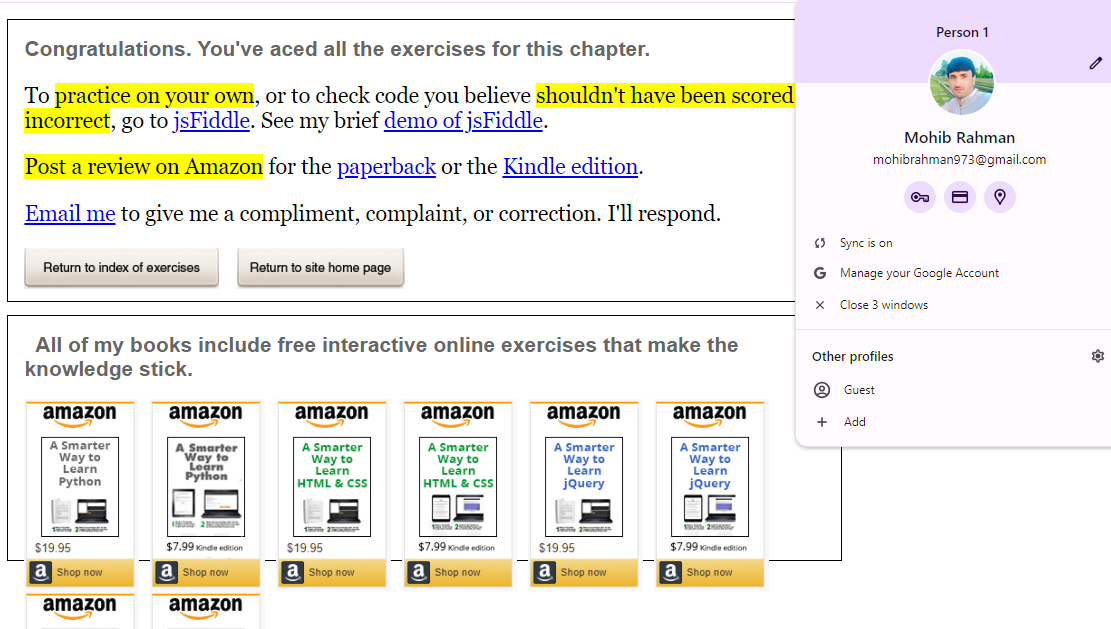 Congratulations. You've aced all the exercises for this chapter.
To practice on your own, or to check code you believe shouldn't have been scored
incorrect, go to jsFiddle. See my brief demo of jsFiddle.
Post a review on Amazon for the paperback or the Kindle edition.
Email me to give me a compliment, complaint, or correction. I'll respond.
Return to index of exercises
Return to site home page
Person 1
Mohib Rahman
mohibrahman973@gmail.com
Sync is on
Manage your Google Account
Close 3 windows
Other profiles
Guest
Add
All of my books include free interactive online exercises that make the
knowledge stick.
amazon
A Smarter
Way to
Learn
Python
$19.95
Shop now
amazon
A Smarter
Way to
Learn
Python
$7.99 Kindle edition
Shop now
amazon
A Smarter
Way to
Learn
HTML & CSS
$19.95
Shop now
amazon
A Smarter
Way to
Learn
HTML & CSS
$7.99 Kindle edition
Shop now
amazon
A Smarter
Way to
Learn
jQuery
$19.95
Shop now
amazon
A Smarter
Way to
Learn
jQuery
$7.99 Kindle edition
Shop now
amazon
amazon